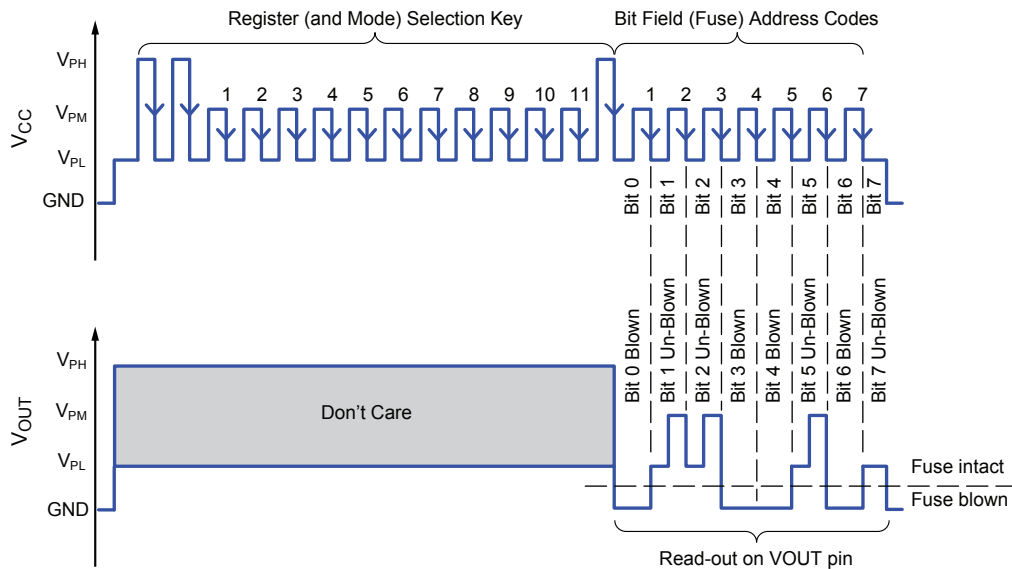 Register (and Mode) Selection Key
Bit Field (Fuse) Address Codes
VCC
VPH
VPM
VPL
GND
1 2 3 4 5 6 7 8 9 10 11
1 2 3 4 5 6 7
Bit 0
Bit 1
Bit 2
Bit 3
Bit 4
Bit 5
Bit 6
Bit 7
VOUT
VPH
VPM
VPL
GND
Don’t Care
Bit 0 Blown
Bit 1 Un-Blown
Bit 2 Un-Blown
Bit 3 Blown
Bit 4 Blown
Bit 5 Un-Blown
Bit 6 Blown
Bit 7 Un-Blown
Fuse intact
Fuse blown
Read-out on VOUT pin